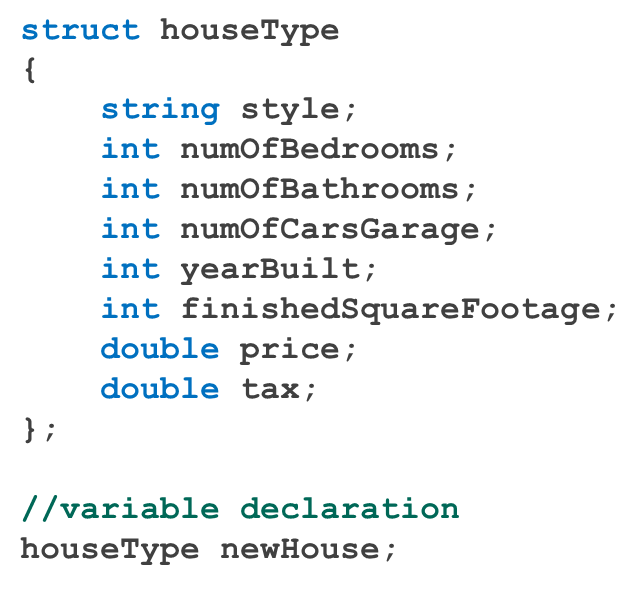 struct houseType
{
    string style;
    int numOfBedrooms;
    int numOfBathrooms;
    int numOfCarsGarage;
    int yearBuilt;
    int finishedSquareFootage;
    double price;
    double tax;
};

//variable declaration
houseType newHouse;